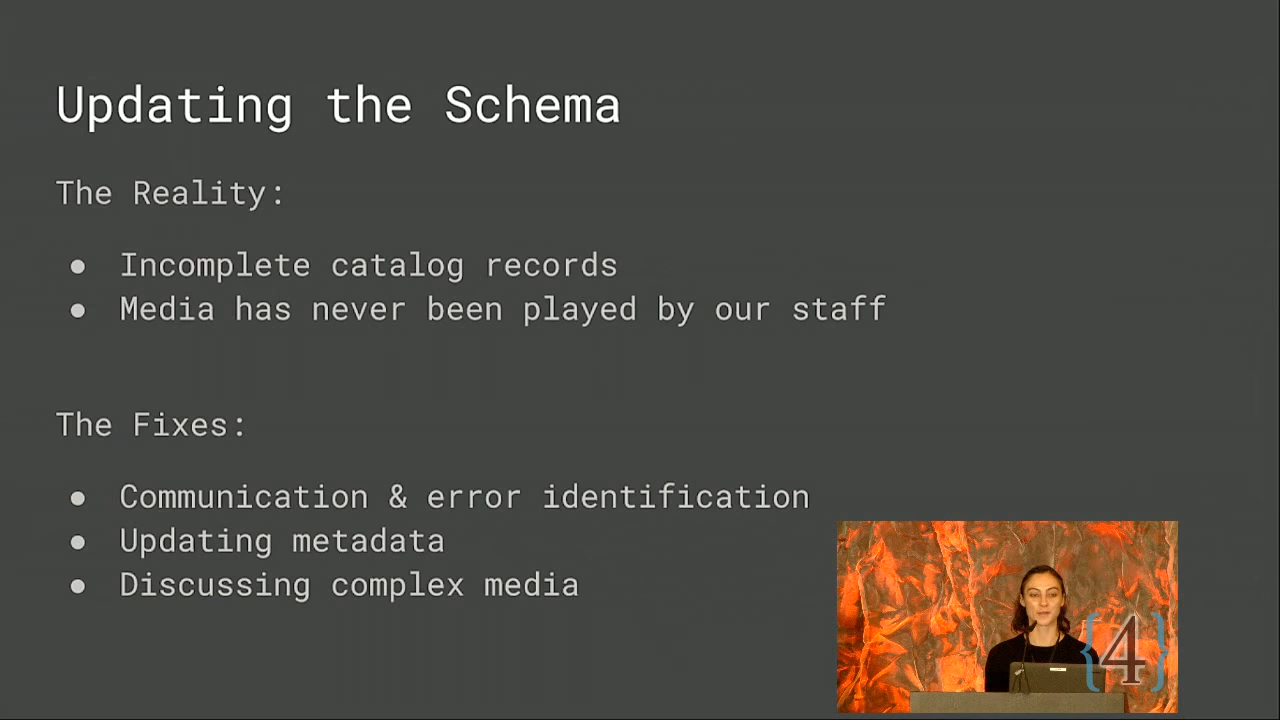 Updating the Schema
The Reality:
● Incomplete catalog records
● Media has never been played by our staff
The Fixes:
● Communication & error identification
● Updating metadata
● Discussing complex media
{4}